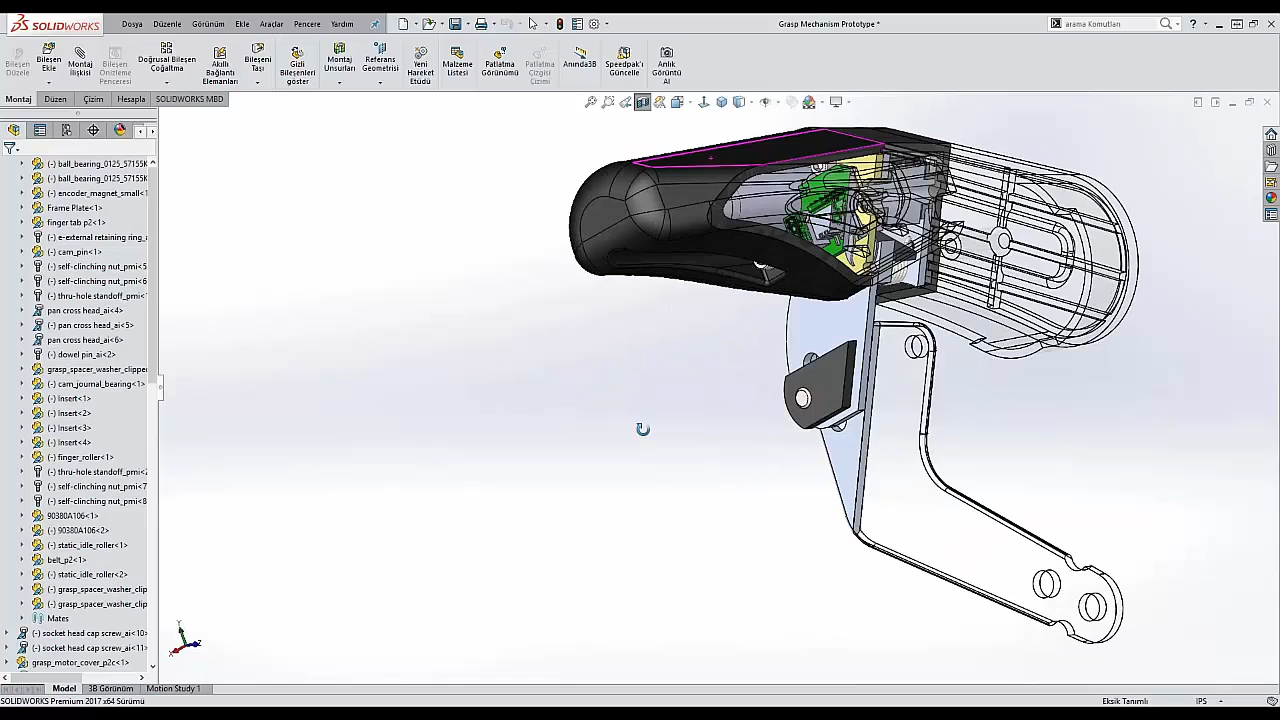 SOLIDWORKS
Dosya Düzenle Görünüm Ekle Araçlar Pencere Yardım
Grasp Mechanism Prototype *
arama Komutları
Bileşen Düzenle
Bileşen Ekle
Montaj İlişkisi
Bileşen Önizleme Penceresi
Doğrusal Bileşen Çoğaltma
Akıllı Bağlantı Elemanları
Bileşeni Taşı
Gizli Bileşenleri göster
Montaj Unsurları
Referans Geometrisi
Yeni Hareket Etüdü
Malzeme Listesi
Patlatma Görünümü
Patlatma Çizgisi Çizimi
Anında3B
Speedpak'ı Güncelle
Anlık Görüntü Al
Montaj Düzen Çizim Hesapla SOLIDWORKS MBD
(-) ball_bearing_0125_57155K
(-) ball_bearing_0125_57155K
(-) encoder_magnet_small<1
Frame Plate<1>
finger tab p2<1>
(-) e-external retaining ring_a
(-) cam_pin<1>
(-) self-clinching nut_pmi<5
(-) self-clinching nut_pmi<6
(-) thru-hole standoff_pmi<
pan cross head_ai<4>
(-) pan cross head_ai<5>
pan cross head_ai<6>
(-) dowel pin_ai<2>
grasp_spacer_washer_clipped
(-) cam_journal_bearing<1>
(-) Insert<1>
(-) Insert<2>
(-) Insert<3>
(-) Insert<4>
(-) finger_roller<1>
(-) thru-hole standoff_pmi<2
(-) self-clinching nut_pmi<7
(-) self-clinching nut_pmi<8
90380A106<1>
(-) 90380A106<2>
(-) static_idle_roller<1>
belt_p2<1>
(-) static_idle_roller<2>
(-) grasp_spacer_washer_clip
(-) grasp_spacer_washer_clip
Mates
(-) socket head cap screw_ai<10>
(-) socket head cap screw_ai<11>
grasp_motor_cover_p2c<1>
Y
X
Z
Model 3B Görünüm Motion Study 1
SOLIDWORKS Premium 2017 x64 Sürümü
Eksik Tanımlı IPS